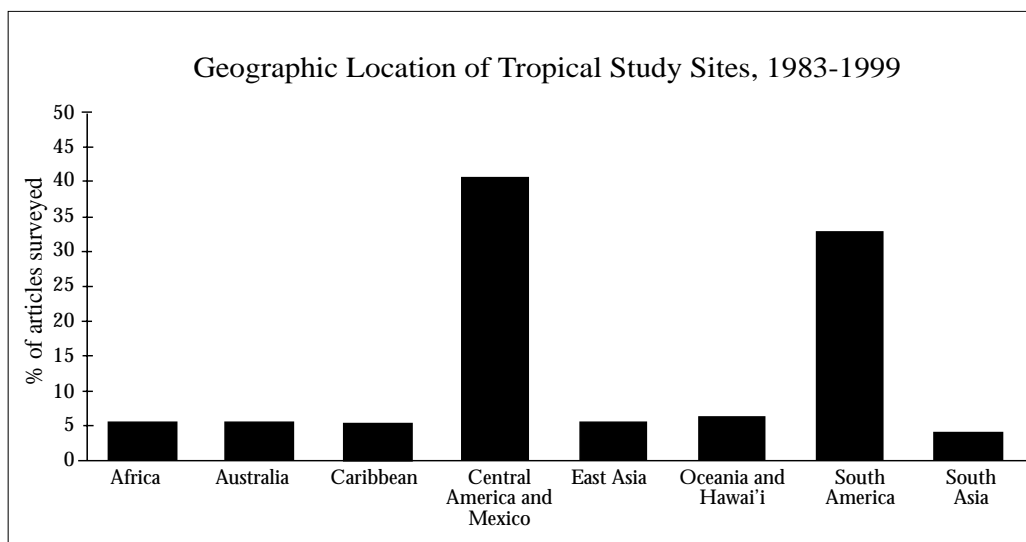 Geographic Location of Tropical Study Sites, 1983-1999
% of articles surveyed
50
45
40
35
30
25
20
15
10
5
0
Africa
Australia
Caribbean
Central
America and
Mexico
East Asia
Oceania and
Hawai'i
South
America
South
Asia